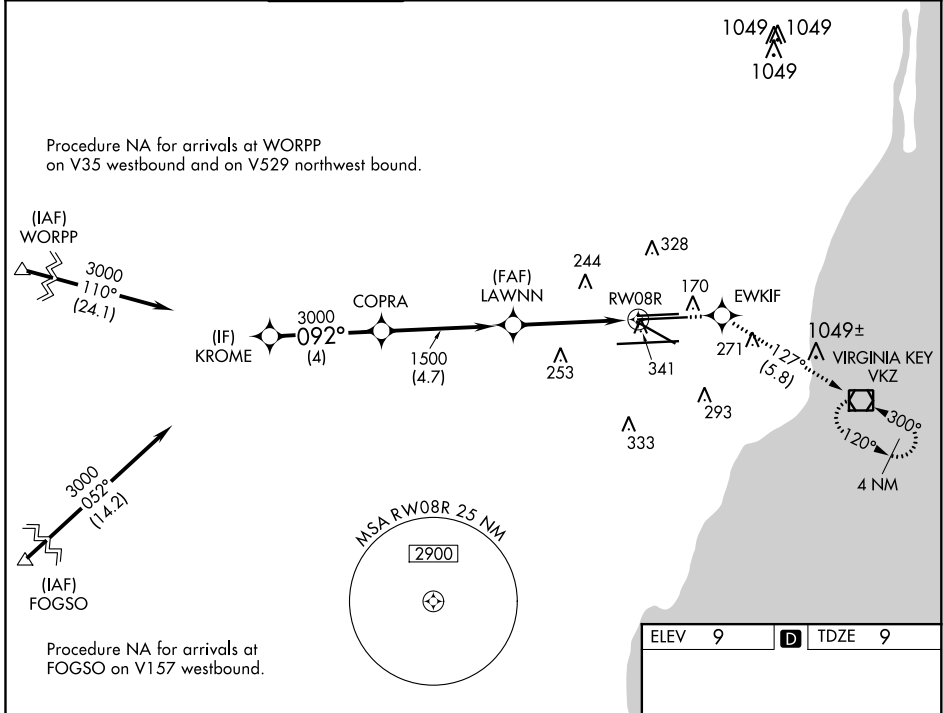 1049 1049
1049
Procedure NA for arrivals at WORPP
on V35 westbound and on V529 northwest bound.
(IAF)
WORPP
3000
110°
(24.1)
(IF)
KROME
3000
092°
(4)
COPRA
1500
(4.7)
(FAF)
LAWNN
244
328
253
RW08R
341
170
EWKIF
271
127°
(5.8)
1049±
VIRGINIA KEY
VKZ
300°
120°
4 NM
293
333
3000
052°
(14.2)
(IAF)
FOGSO
MSA RW08R 25 NM
2900
Procedure NA for arrivals at
FOGSO on V157 westbound.
ELEV 9 D TDZE 9